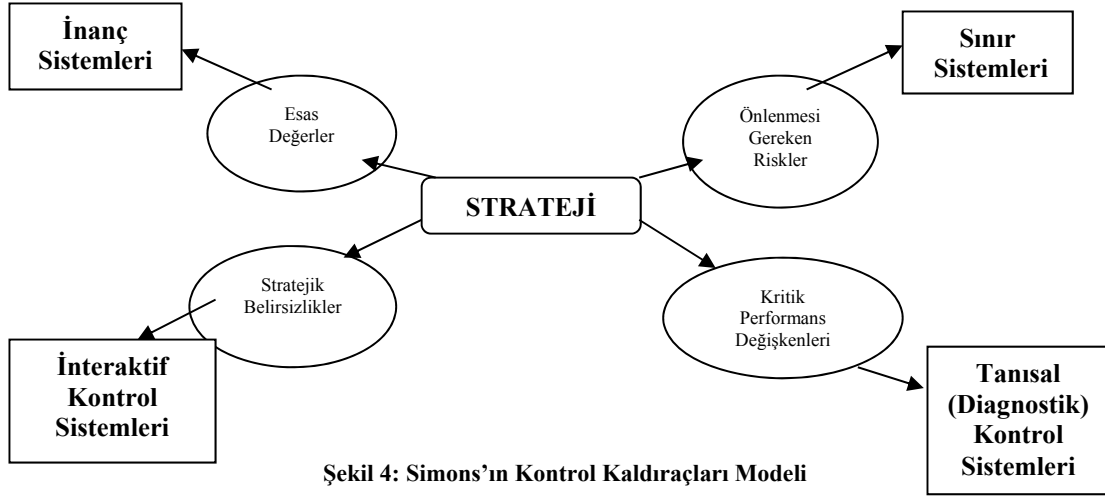 İnanç
Sistemleri
Sınır
Sistemleri
Esas
Değerler
Önlenmesi
Gereken
Riskler
STRATEJİ
Stratejik
Belirsizlikler
Kritik
Performans
Değişkenleri
İnteraktif
Kontrol
Sistemleri
Tanısal
(Diagnostik)
Kontrol
Sistemleri
Şekil 4: Simons’ın Kontrol Kaldıraçları Modeli